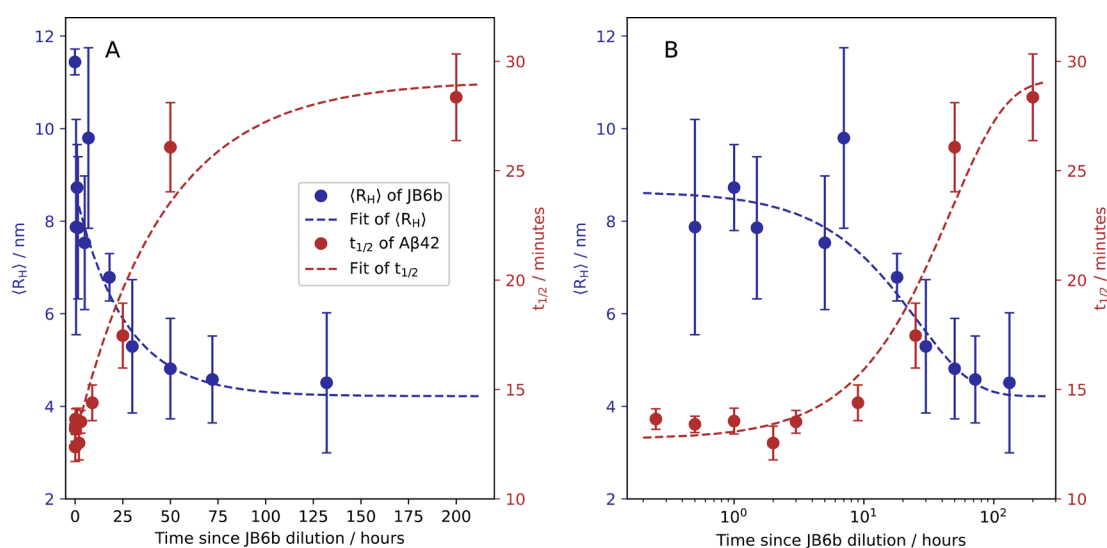 A
12
10
8
6
4
2
⟨R_H⟩ / nm
30
25
20
15
10
t_1/2 / minutes
⟨R_H⟩ of JB6b
Fit of ⟨R_H⟩
t_1/2 of Aβ42
Fit of t_1/2
0 25 50 75 100 125 150 175 200
Time since JB6b dilution / hours
B
12
10
8
6
4
2
⟨R_H⟩ / nm
30
25
20
15
10
t_1/2 / minutes
10^0 10^1 10^2
Time since JB6b dilution / hours